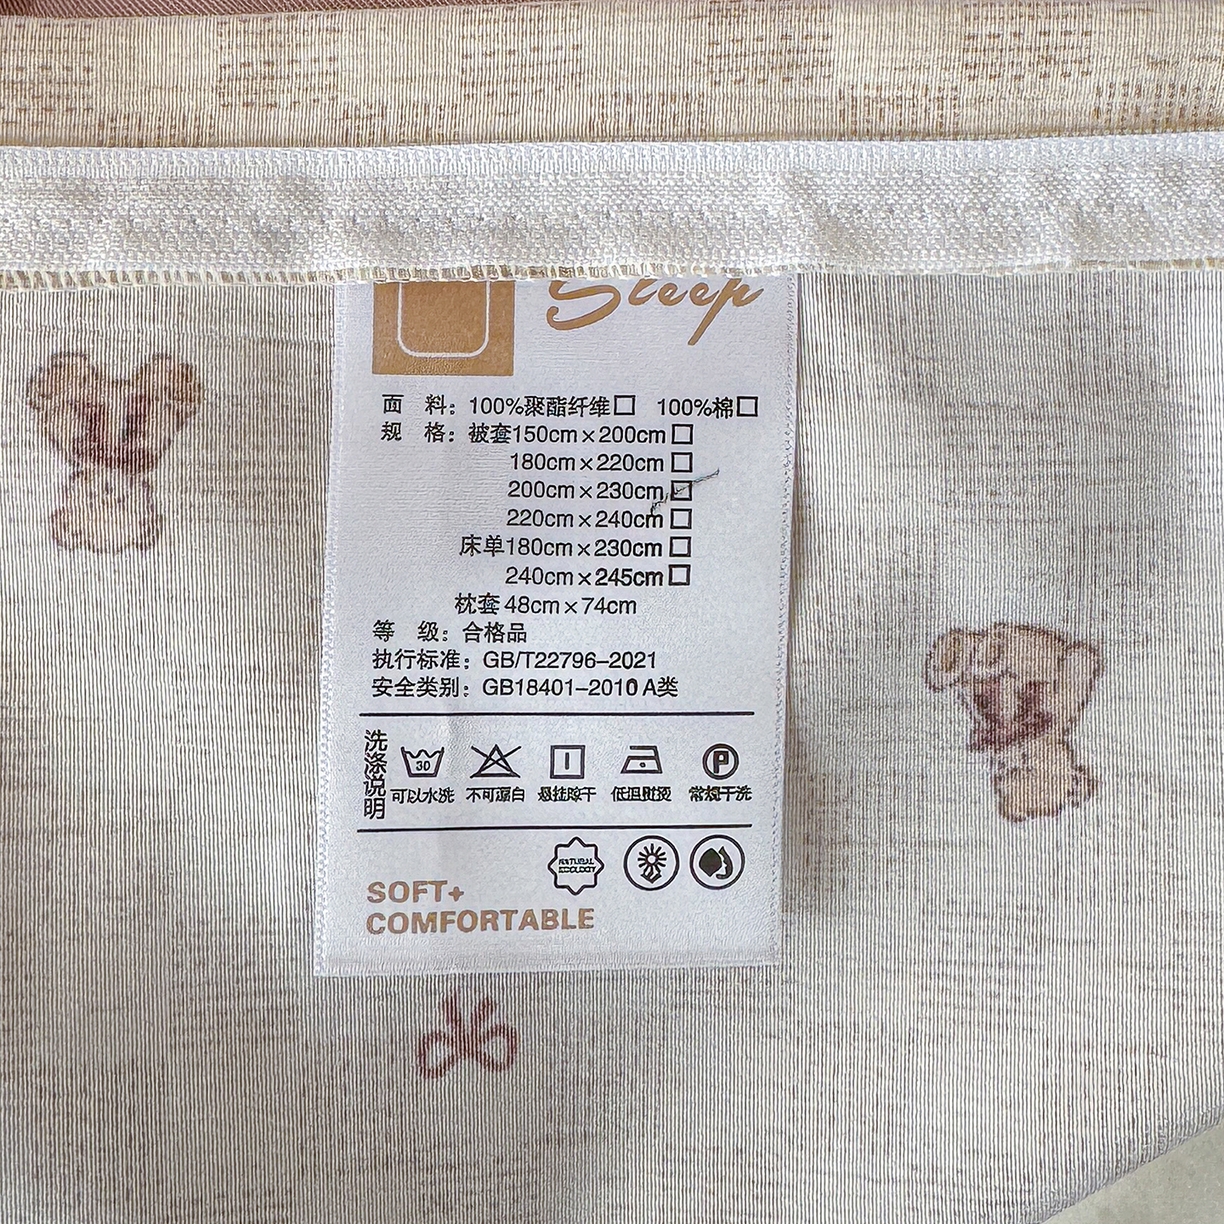 Sleep
面 料：100%聚酯纤维□ 100%棉□
规 格：被套150cm×200cm□
180cm×220cm□
200cm×230cm□
220cm×240cm□
床单180cm×230cm□
240cm×245cm□
枕套48cm×74cm
等 级：合格品
执行标准：GB/T22796–2021
安全类别：GB18401–2010 A类
洗涤说明
30
P
可以水洗 不可漂白 悬挂晾干 低温熨烫 常规干洗
NATURAL
ECOLOGY
SOFT+
COMFORTABLE